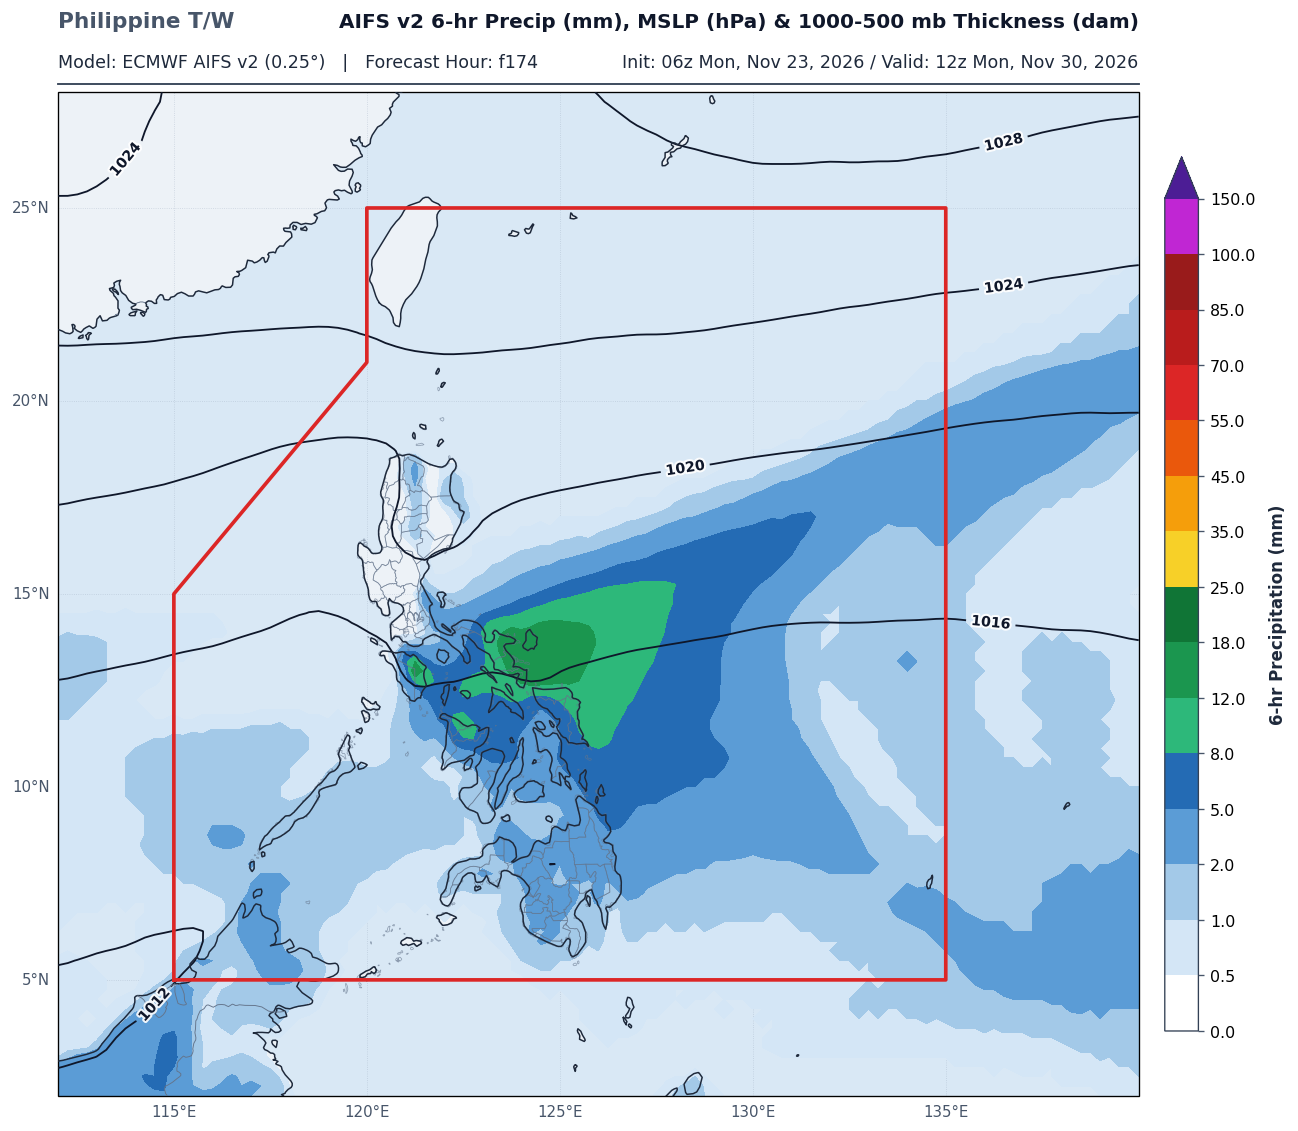 Philippine T/W
AIFS v2 6-hr Precip (mm), MSLP (hPa) & 1000-500 mb Thickness (dam)
Model: ECMWF AIFS v2 (0.25°) | Forecast Hour: f174
Init: 06z Mon, Nov 23, 2026 / Valid: 12z Mon, Nov 30, 2026
1024
1028
1024
1020
1016
1012
25°N
20°N
15°N
10°N
5°N
115°E
120°E
125°E
130°E
135°E
150.0
100.0
85.0
70.0
55.0
45.0
35.0
25.0
18.0
12.0
8.0
5.0
2.0
1.0
0.5
0.0
6-hr Precipitation (mm)